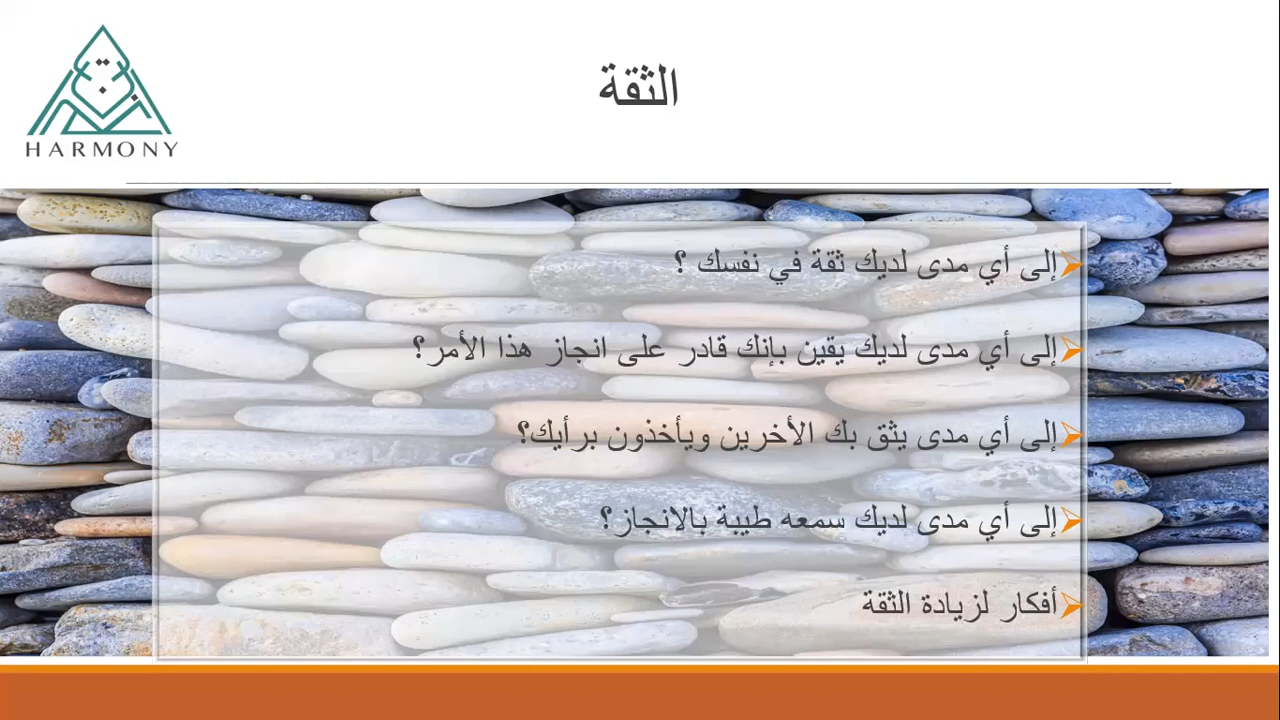 HARMONY
الثقة
إلى أي مدى لديك ثقة في نفسك ؟
إلى أي مدى لديك يقين بإنك قادر على انجاز هذا الأمر؟
إلى أي مدى يثق بك الأخرين ويأخذون برأيك؟
إلى أي مدى لديك سمعه طيبة بالانجاز؟
أفكار لزيادة الثقة